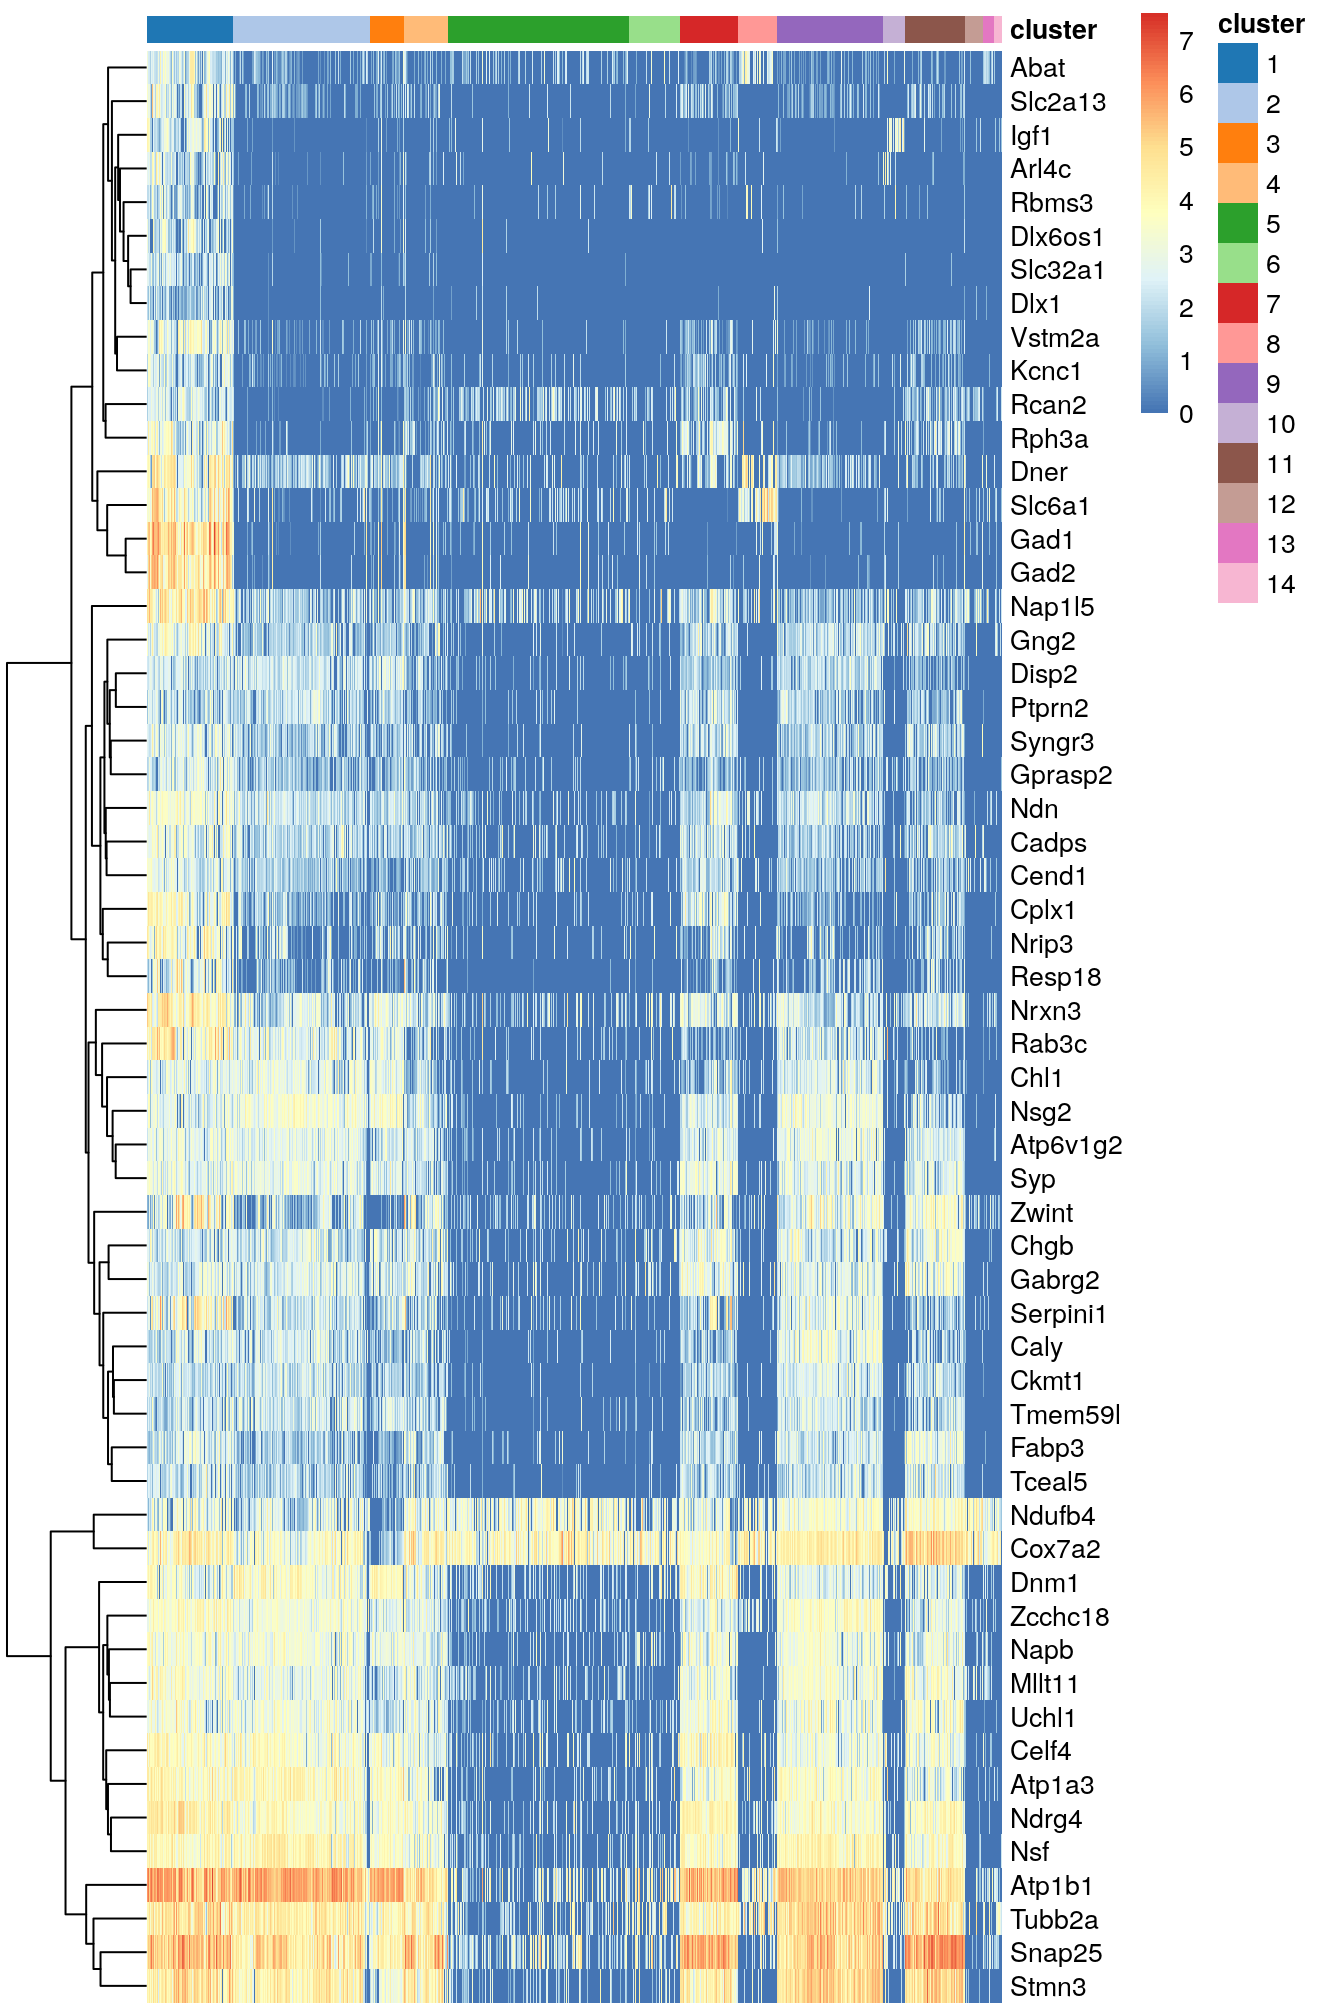 cluster
Abat
Slc2a13
Igf1
Arl4c
Rbms3
Dlx6os1
Slc32a1
Dlx1
Vstm2a
Kcnc1
Rcan2
Rph3a
Dner
Slc6a1
Gad1
Gad2
Nap1l5
Gng2
Disp2
Ptprn2
Syngr3
Gprasp2
Ndn
Cadps
Cend1
Cplx1
Nrip3
Resp18
Nrxn3
Rab3c
Chl1
Nsg2
Atp6v1g2
Syp
Zwint
Chgb
Gabrg2
Serpini1
Caly
Ckmt1
Tmem59l
Fabp3
Tceal5
Ndufb4
Cox7a2
Dnm1
Zcchc18
Napb
Mllt11
Uchl1
Celf4
Atp1a3
Ndrg4
Nsf
Atp1b1
Tubb2a
Snap25
Stmn3
7
6
5
4
3
2
1
0
cluster
1
2
3
4
5
6
7
8
9
10
11
12
13
14